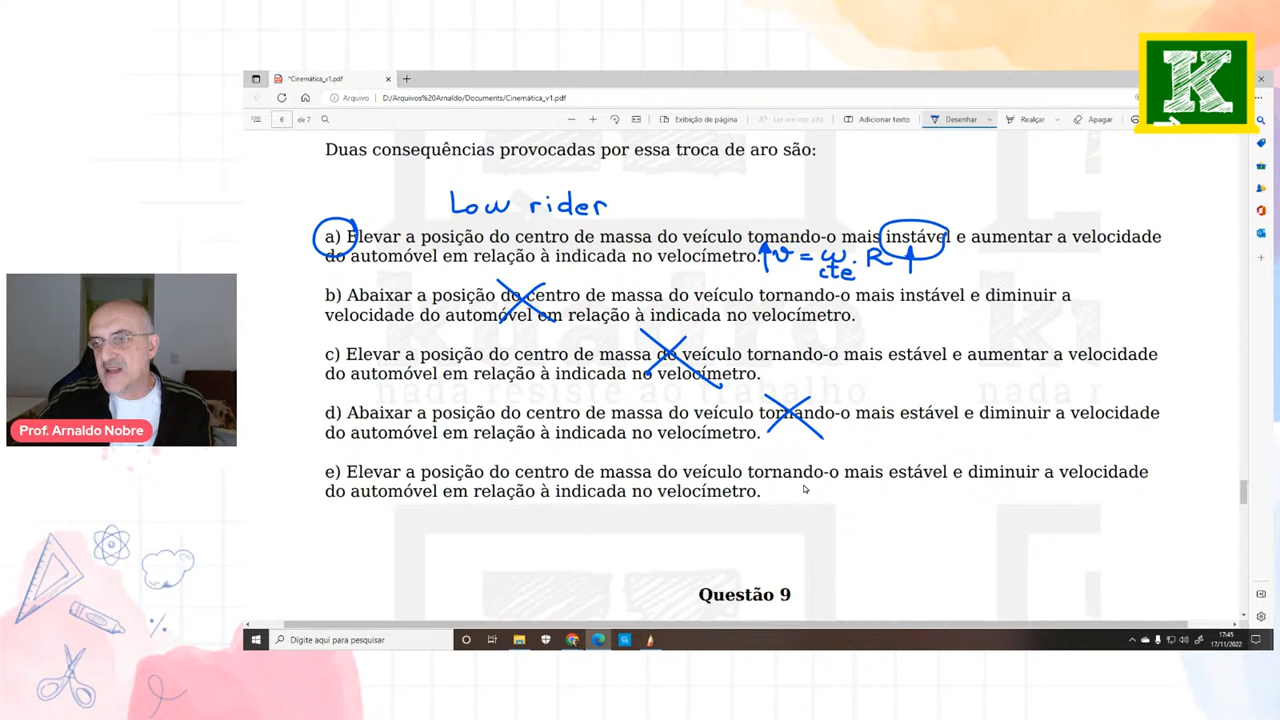 K
*Cinemática_v1.pdf
Arquivo D:/Arquivos%20Arnaldo/Documents/Cinemática_v1.pdf
6 de 7 Exibição de página Ler em voz alta Adicionar texto Desenhar Realçar Apagar
Duas consequências provocadas por essa troca de aro são:
Low rider
a) Elevar a posição do centro de massa do veículo tornando-o mais instável e aumentar a velocidade
do automóvel em relação à indicada no velocímetro.
v = ω . R
cte
b) Abaixar a posição do centro de massa do veículo tornando-o mais instável e diminuir a
velocidade do automóvel em relação à indicada no velocímetro.
c) Elevar a posição do centro de massa do veículo tornando-o mais estável e aumentar a velocidade
do automóvel em relação à indicada no velocímetro.
nada resiste ao trabalho
d) Abaixar a posição do centro de massa do veículo tornando-o mais estável e diminuir a velocidade
do automóvel em relação à indicada no velocímetro.
e) Elevar a posição do centro de massa do veículo tornando-o mais estável e diminuir a velocidade
do automóvel em relação à indicada no velocímetro.
Prof. Arnaldo Nobre
Questão 9
Digite aqui para pesquisar
17:45
17/11/2022